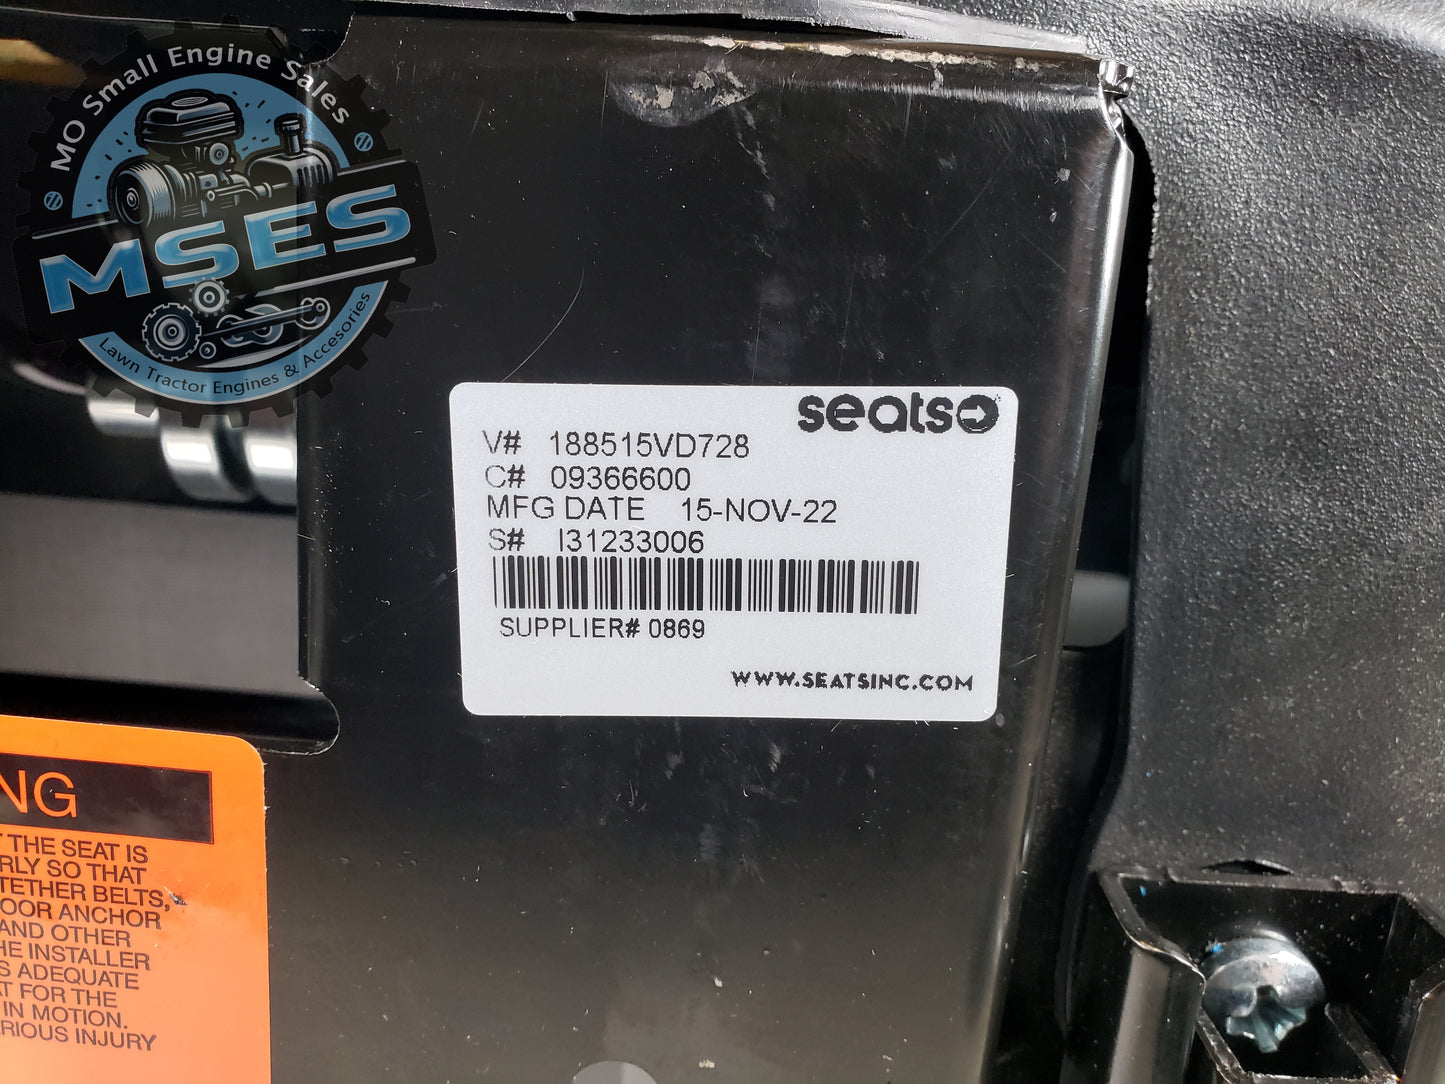 MO Small Engine Sales
MSES
Lawn Tractor Engines & Accesories
seats
V# 188515VD728
C# 09366600
MFG DATE 15-NOV-22
S# I31233006
SUPPLIER# 0869
WWW.SEATSINC.COM
NG
THE SEAT IS
RLY SO THAT
TETHER BELTS,
OOR ANCHOR
AND OTHER
HE INSTALLER
S ADEQUATE
AT FOR THE
IN MOTION.
RIOUS INJURY